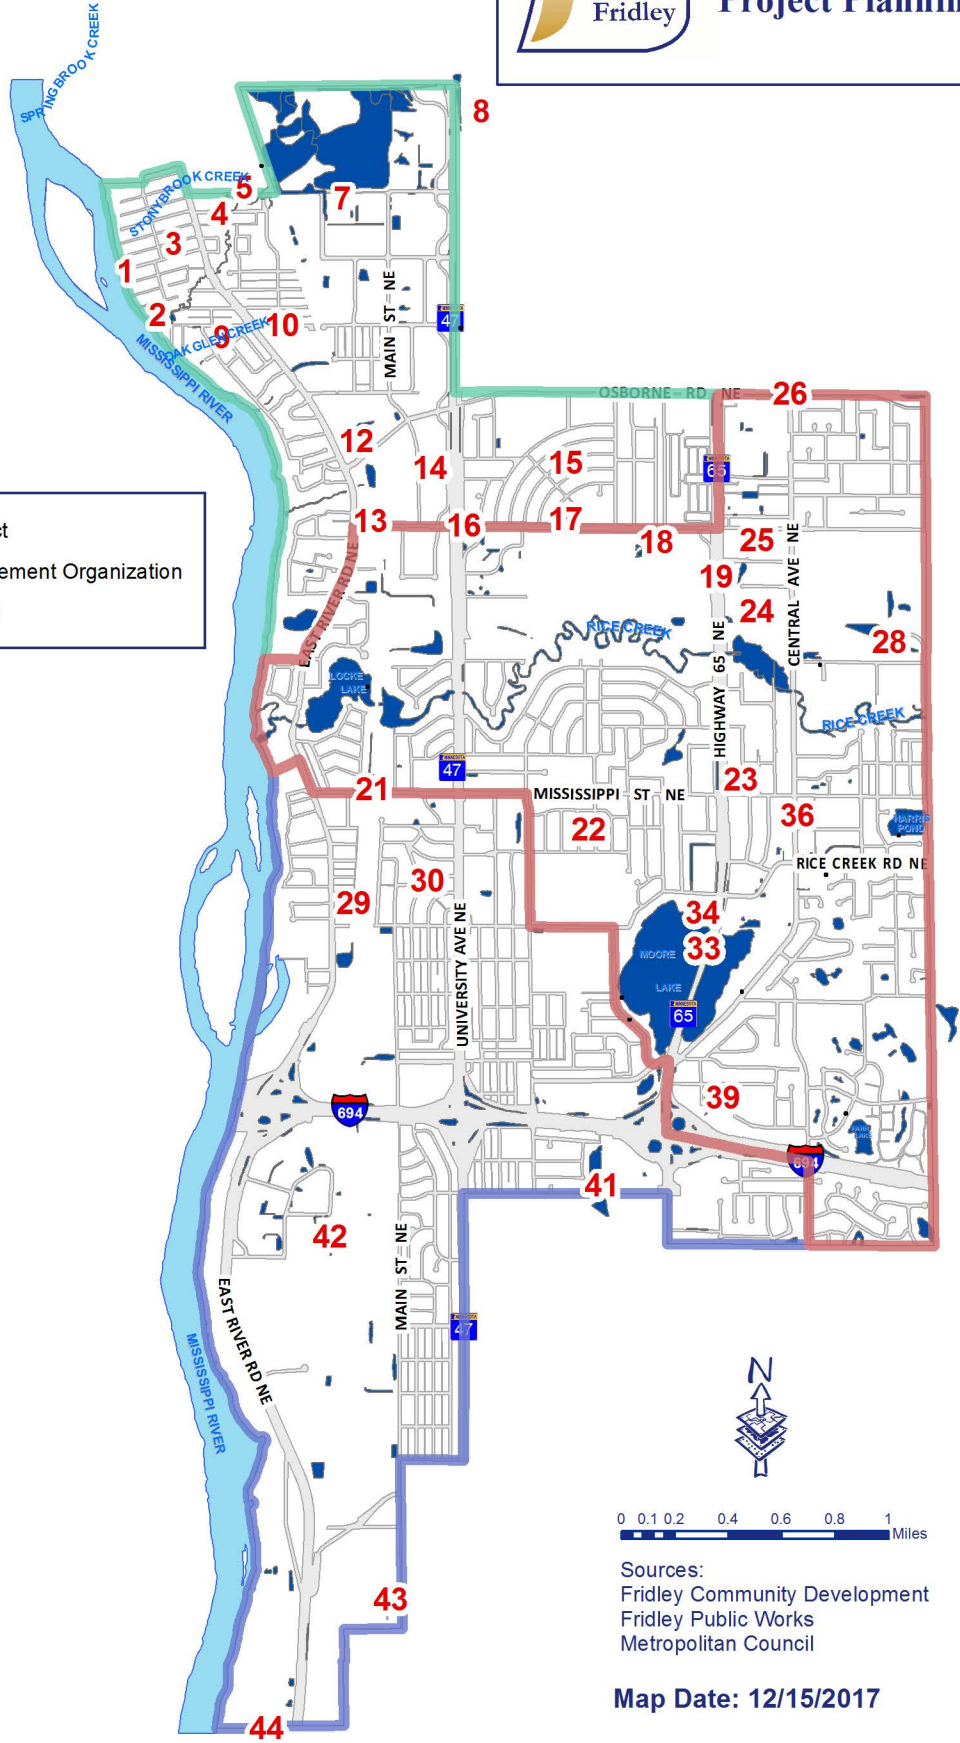 Fridley
SPRINGBROOK CREEK
8
STONYBROOK CREEK
5
7
4
3
1
MAIN ST NE
2
47
10
9
OAK GLEN CREEK
MISSISSIPPI RIVER
OSBORNE RD NE
26
12
14
15
65
ement Organization
13
16
17
18
25
19
24
CENTRAL AVE NE
EAST RIVER RD NE
RICE CREEK
28
HIGHWAY 65 NE
LOCKE
LAKE
RICE CREEK
47
21
MISSISSIPPI ST NE
23
22
36
HARRIS
POND
RICE CREEK RD NE
30
29
34
33
MOORE
LAKE
UNIVERSITY AVE NE
65
694
39
694
41
42
MAIN ST NE
EAST RIVER RD NE
47
MISSISSIPPI RIVER
N
0 0.1 0.2 0.4 0.6 0.8 1
Miles
Sources:
Fridley Community Development
Fridley Public Works
Metropolitan Council
43
Map Date: 12/15/2017
44